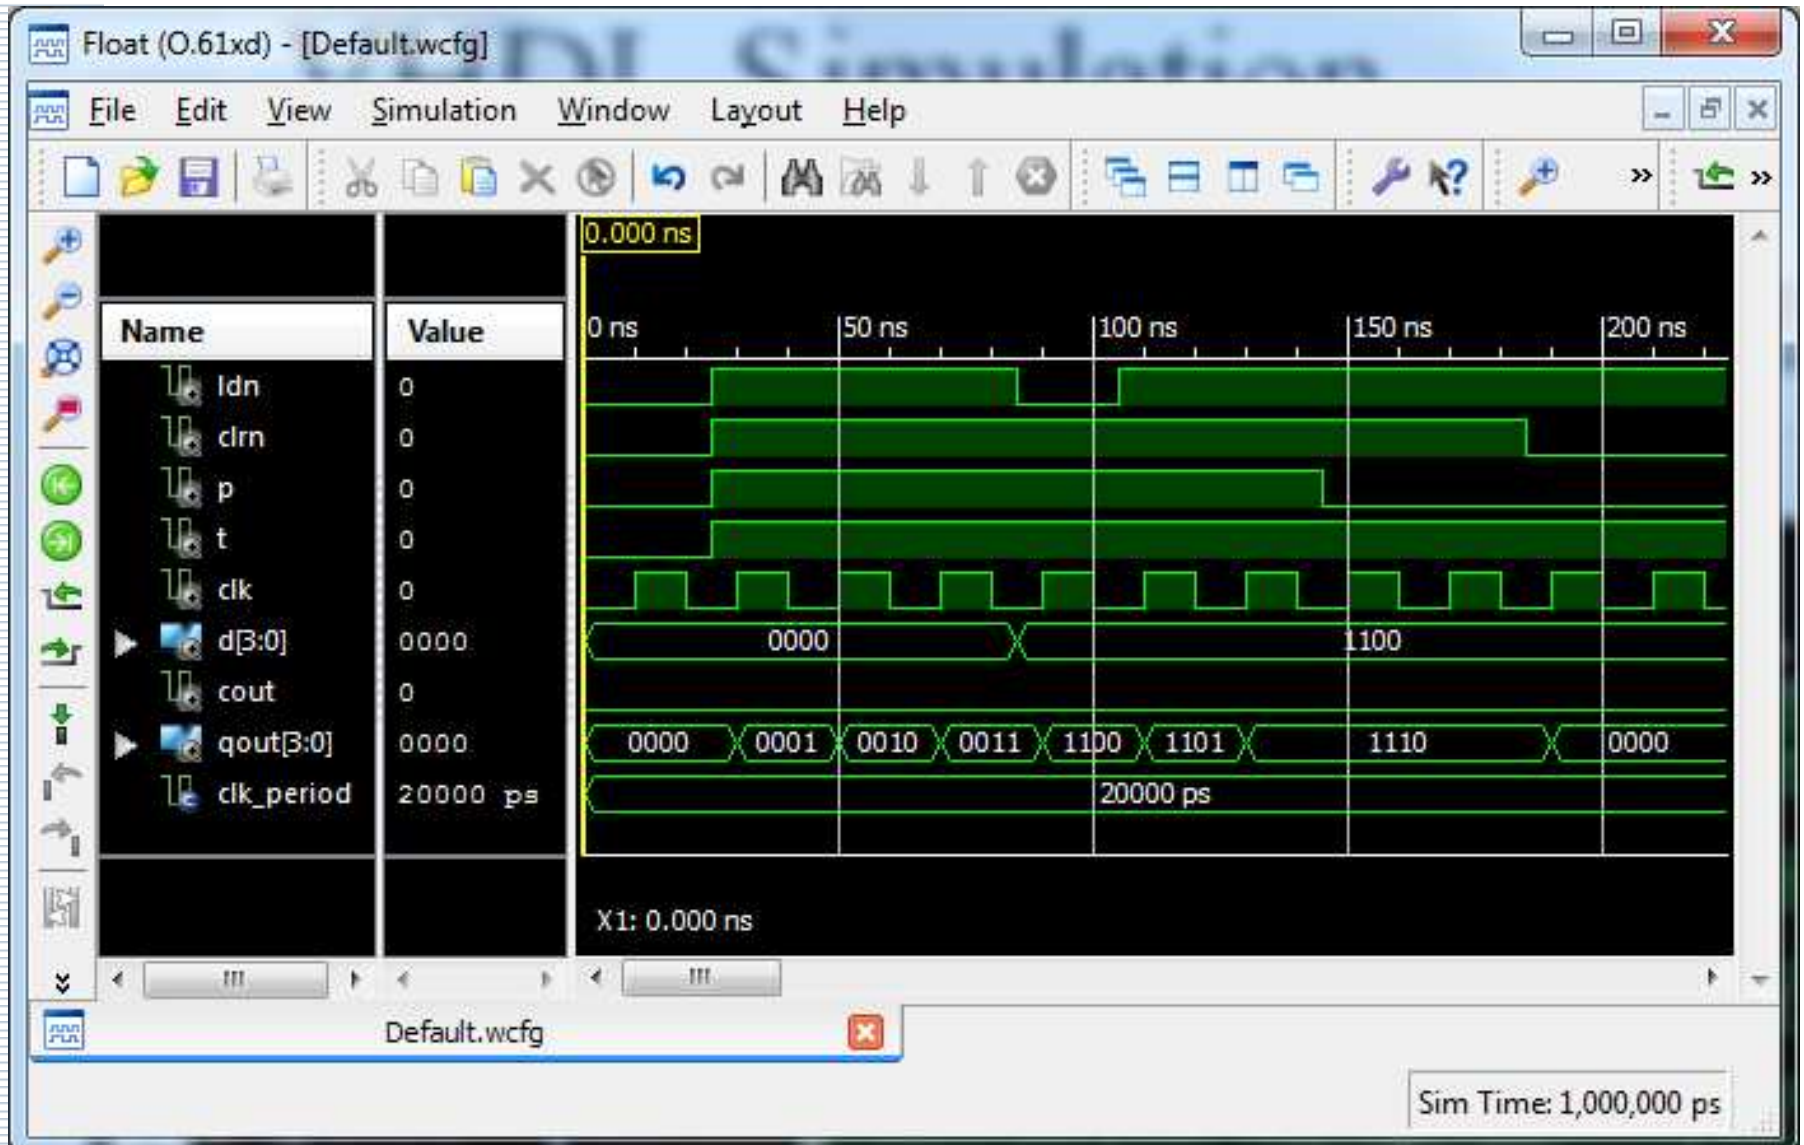 VHDL Simulation
Float (O.61xd) - [Default.wcfg]
File Edit View Simulation Window Layout Help
0.000 ns
Name Value 0 ns 50 ns 100 ns 150 ns 200 ns
ldn 0
clrn 0
p 0
t 0
clk 0
d[3:0] 0000 0000 1100
cout 0
qout[3:0] 0000 0000 0001 0010 0011 1100 1101 1110 0000
clk_period 20000 ps 20000 ps
X1: 0.000 ns
Default.wcfg
Sim Time: 1,000,000 ps